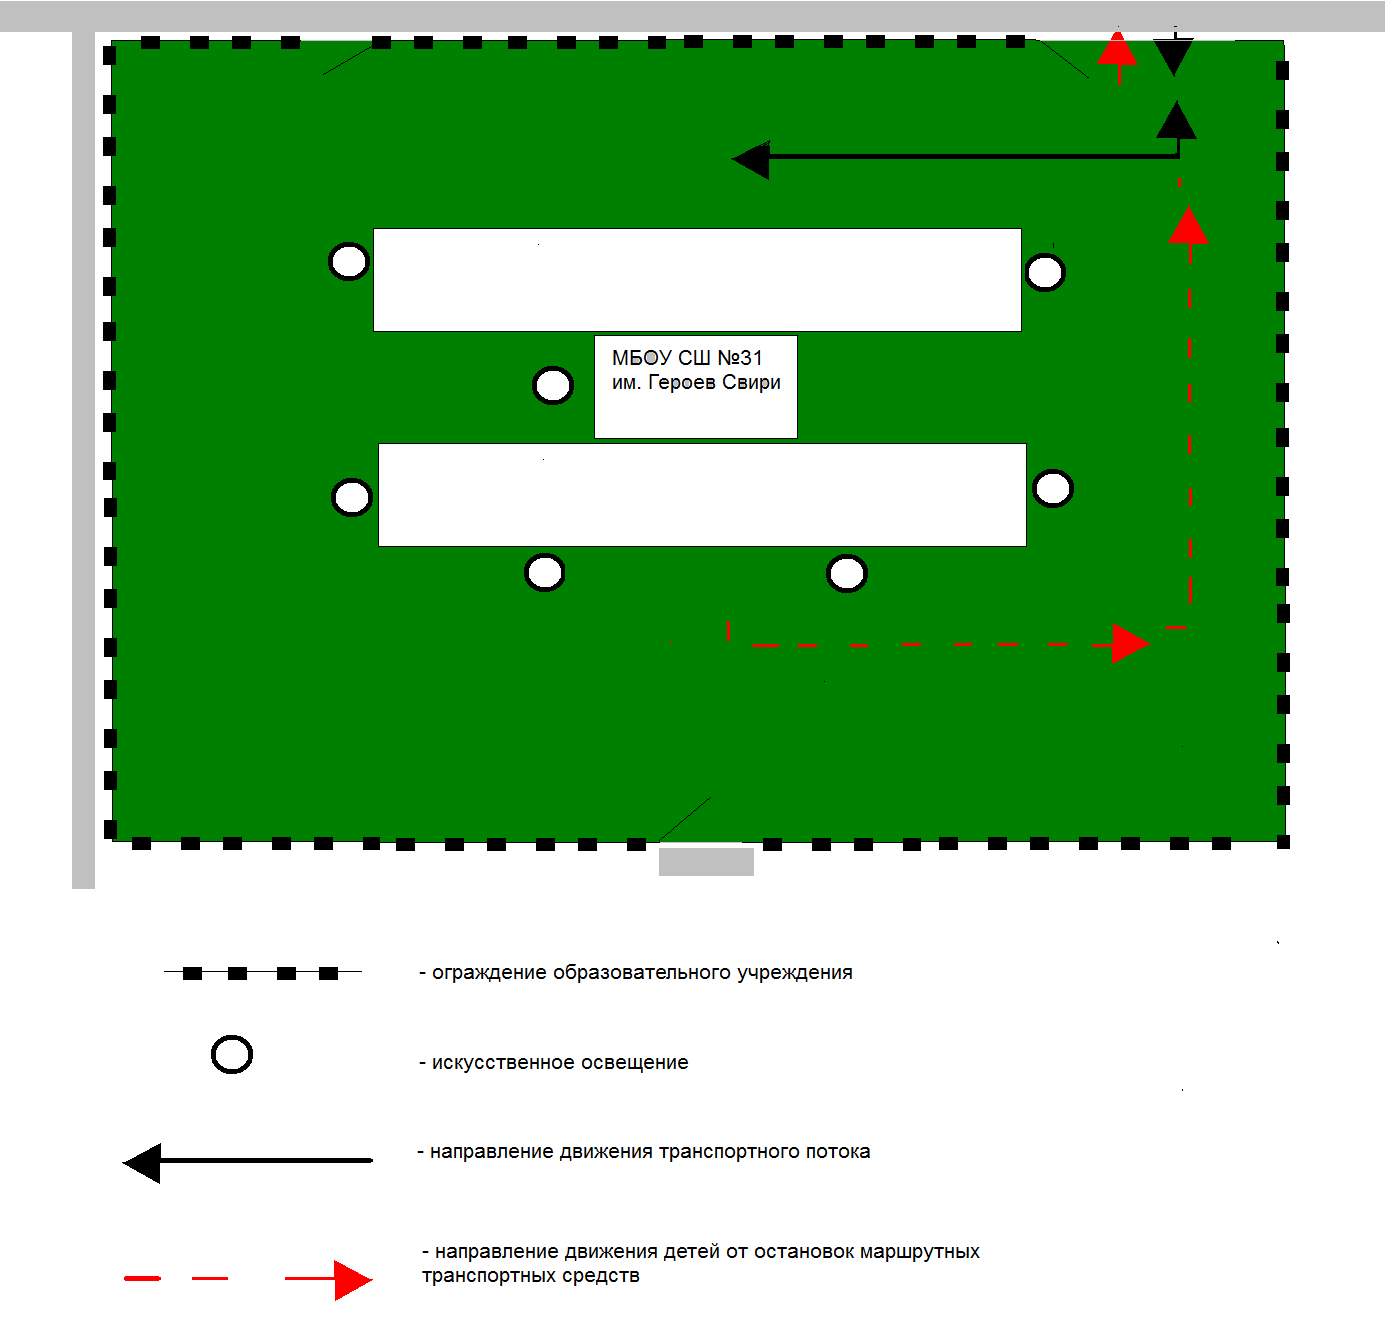 МБОУ СШ №31
им. Героев Свири
- ограждение образовательного учреждения
- искусственное освещение
- направление движения транспортного потока
- направление движения детей от остановок маршрутных
транспортных средств